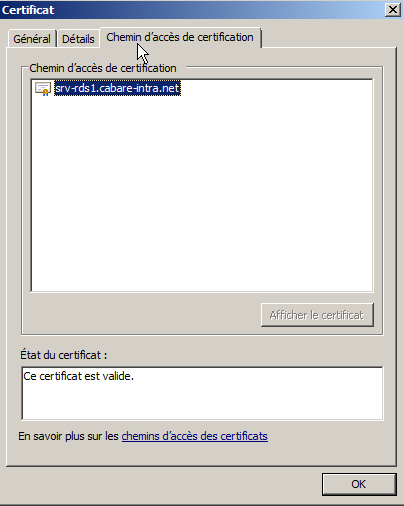 Certificat
Général Détails Chemin d'accès de certification
Chemin d'accès de certification
srv-rds1.cabare-intra.net
Afficher le certificat
État du certificat :
Ce certificat est valide.
En savoir plus sur les chemins d'accès des certificats
OK